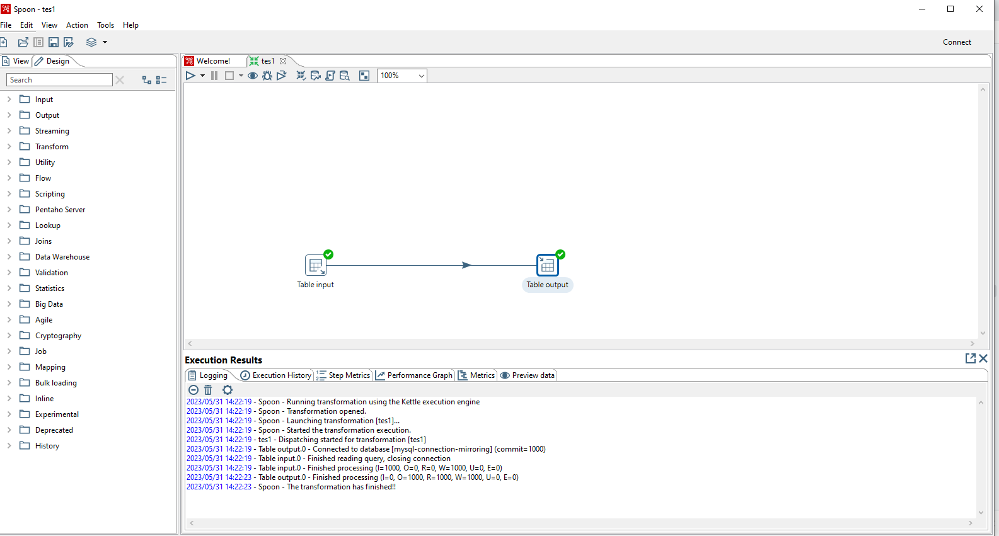 Spoon - tes1
File Edit View Action Tools Help
Connect
View Design
Search
Input
Output
Streaming
Transform
Utility
Flow
Scripting
Pentaho Server
Lookup
Joins
Data Warehouse
Validation
Statistics
Big Data
Agile
Cryptography
Job
Mapping
Bulk loading
Inline
Experimental
Deprecated
History
Welcome! tes1
100%
Table input
Table output
Execution Results
Logging Execution History Step Metrics Performance Graph Metrics Preview data
2023/05/31 14:22:19 - Spoon - Running transformation using the Kettle execution engine
2023/05/31 14:22:19 - Spoon - Transformation opened.
2023/05/31 14:22:19 - Spoon - Launching transformation [tes1]...
2023/05/31 14:22:19 - Spoon - Started the transformation execution.
2023/05/31 14:22:19 - tes1 - Dispatching started for transformation [tes1]
2023/05/31 14:22:19 - Table output.0 - Connected to database [mysql-connection-mirroring] (commit=1000)
2023/05/31 14:22:19 - Table input.0 - Finished reading query, closing connection
2023/05/31 14:22:19 - Table input.0 - Finished processing (I=1000, O=0, R=0, W=1000, U=0, E=0)
2023/05/31 14:22:23 - Table output.0 - Finished processing (I=0, O=1000, R=1000, W=1000, U=0, E=0)
2023/05/31 14:22:23 - Spoon - The transformation has finished!!